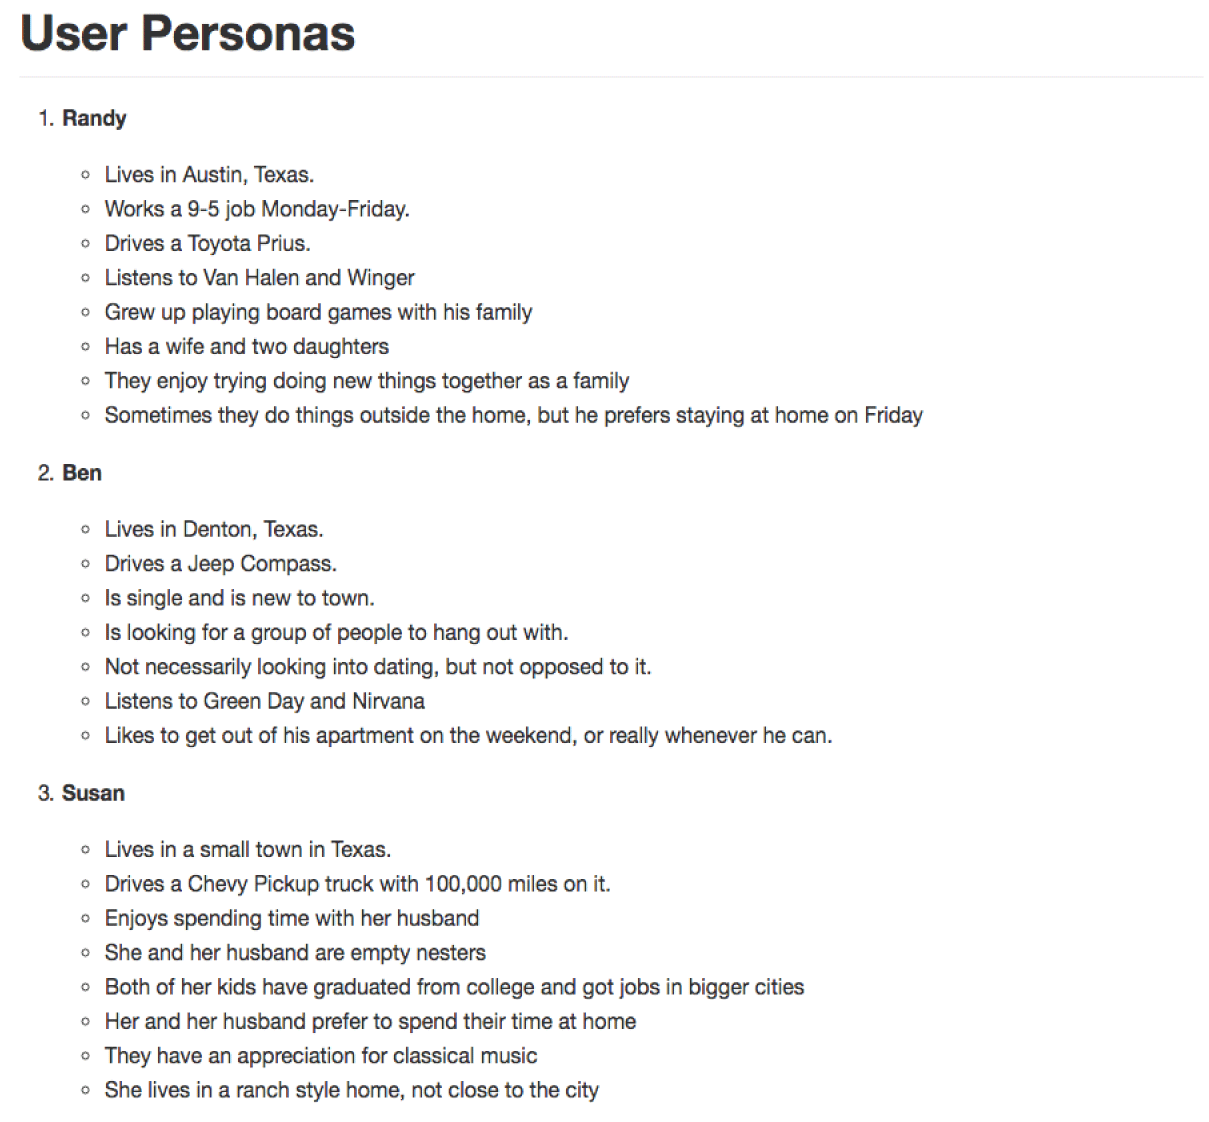 User Personas
1. Randy
Lives in Austin, Texas.
Works a 9-5 job Monday-Friday.
Drives a Toyota Prius.
Listens to Van Halen and Winger
Grew up playing board games with his family
Has a wife and two daughters
They enjoy trying doing new things together as a family
Sometimes they do things outside the home, but he prefers staying at home on Friday
2. Ben
Lives in Denton, Texas.
Drives a Jeep Compass.
Is single and is new to town.
Is looking for a group of people to hang out with.
Not necessarily looking into dating, but not opposed to it.
Listens to Green Day and Nirvana
Likes to get out of his apartment on the weekend, or really whenever he can.
3. Susan
Lives in a small town in Texas.
Drives a Chevy Pickup truck with 100,000 miles on it.
Enjoys spending time with her husband
She and her husband are empty nesters
Both of her kids have graduated from college and got jobs in bigger cities
Her and her husband prefer to spend their time at home
They have an appreciation for classical music
She lives in a ranch style home, not close to the city